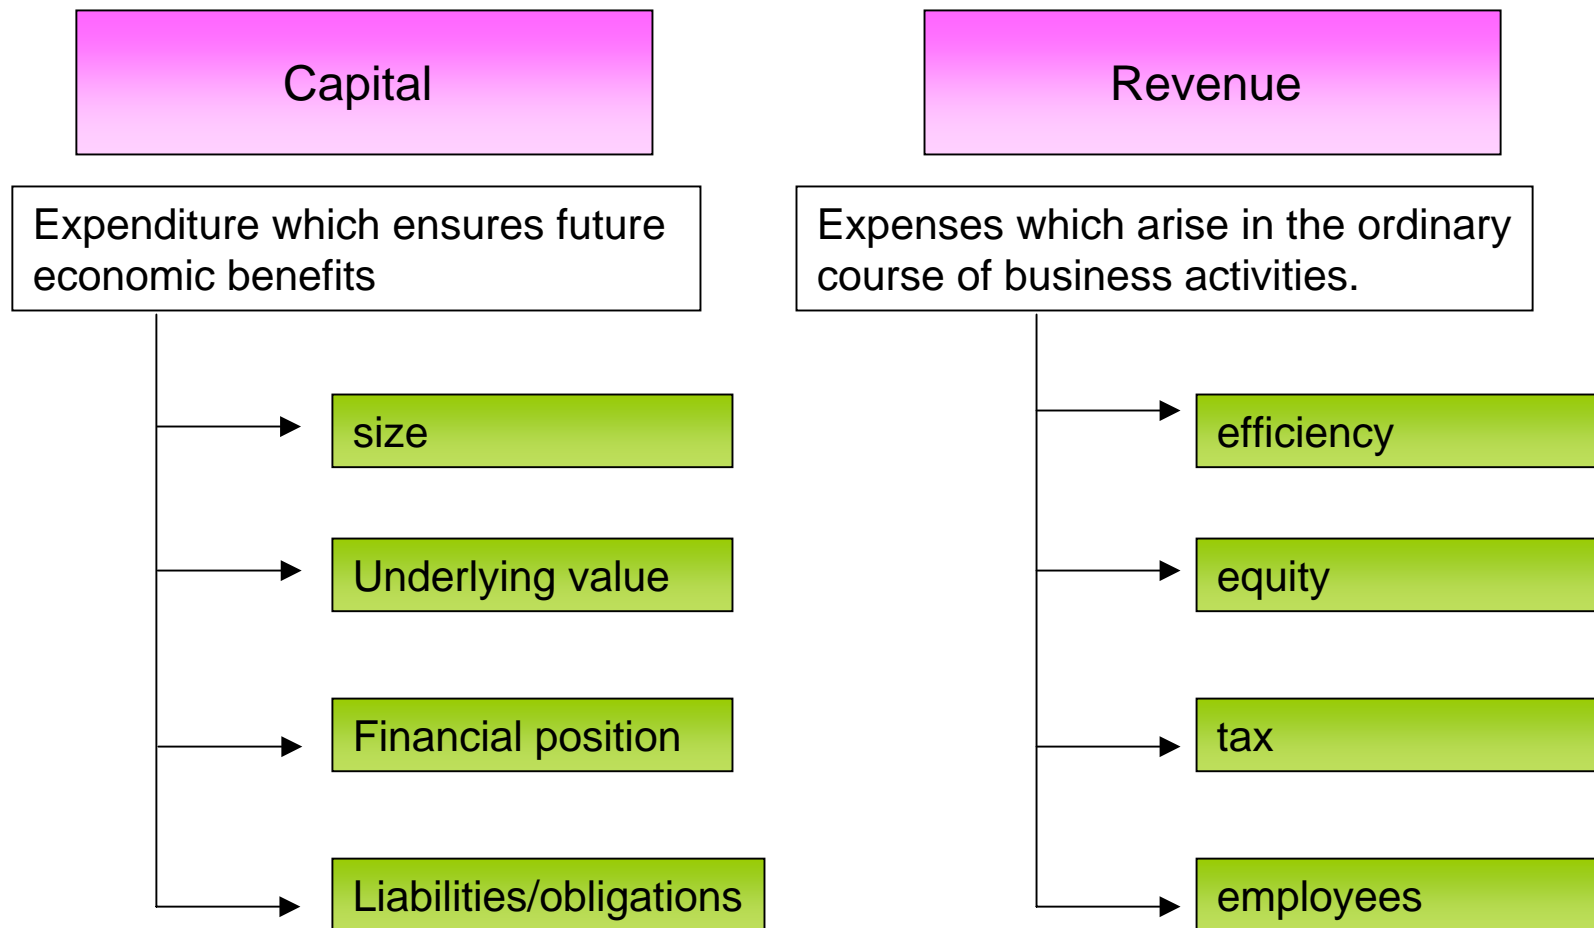 Capital
Expenditure which ensures future
economic benefits
size
Underlying value
Financial position
Liabilities/obligations
Revenue
Expenses which arise in the ordinary
course of business activities.
efficiency
equity
tax
employees